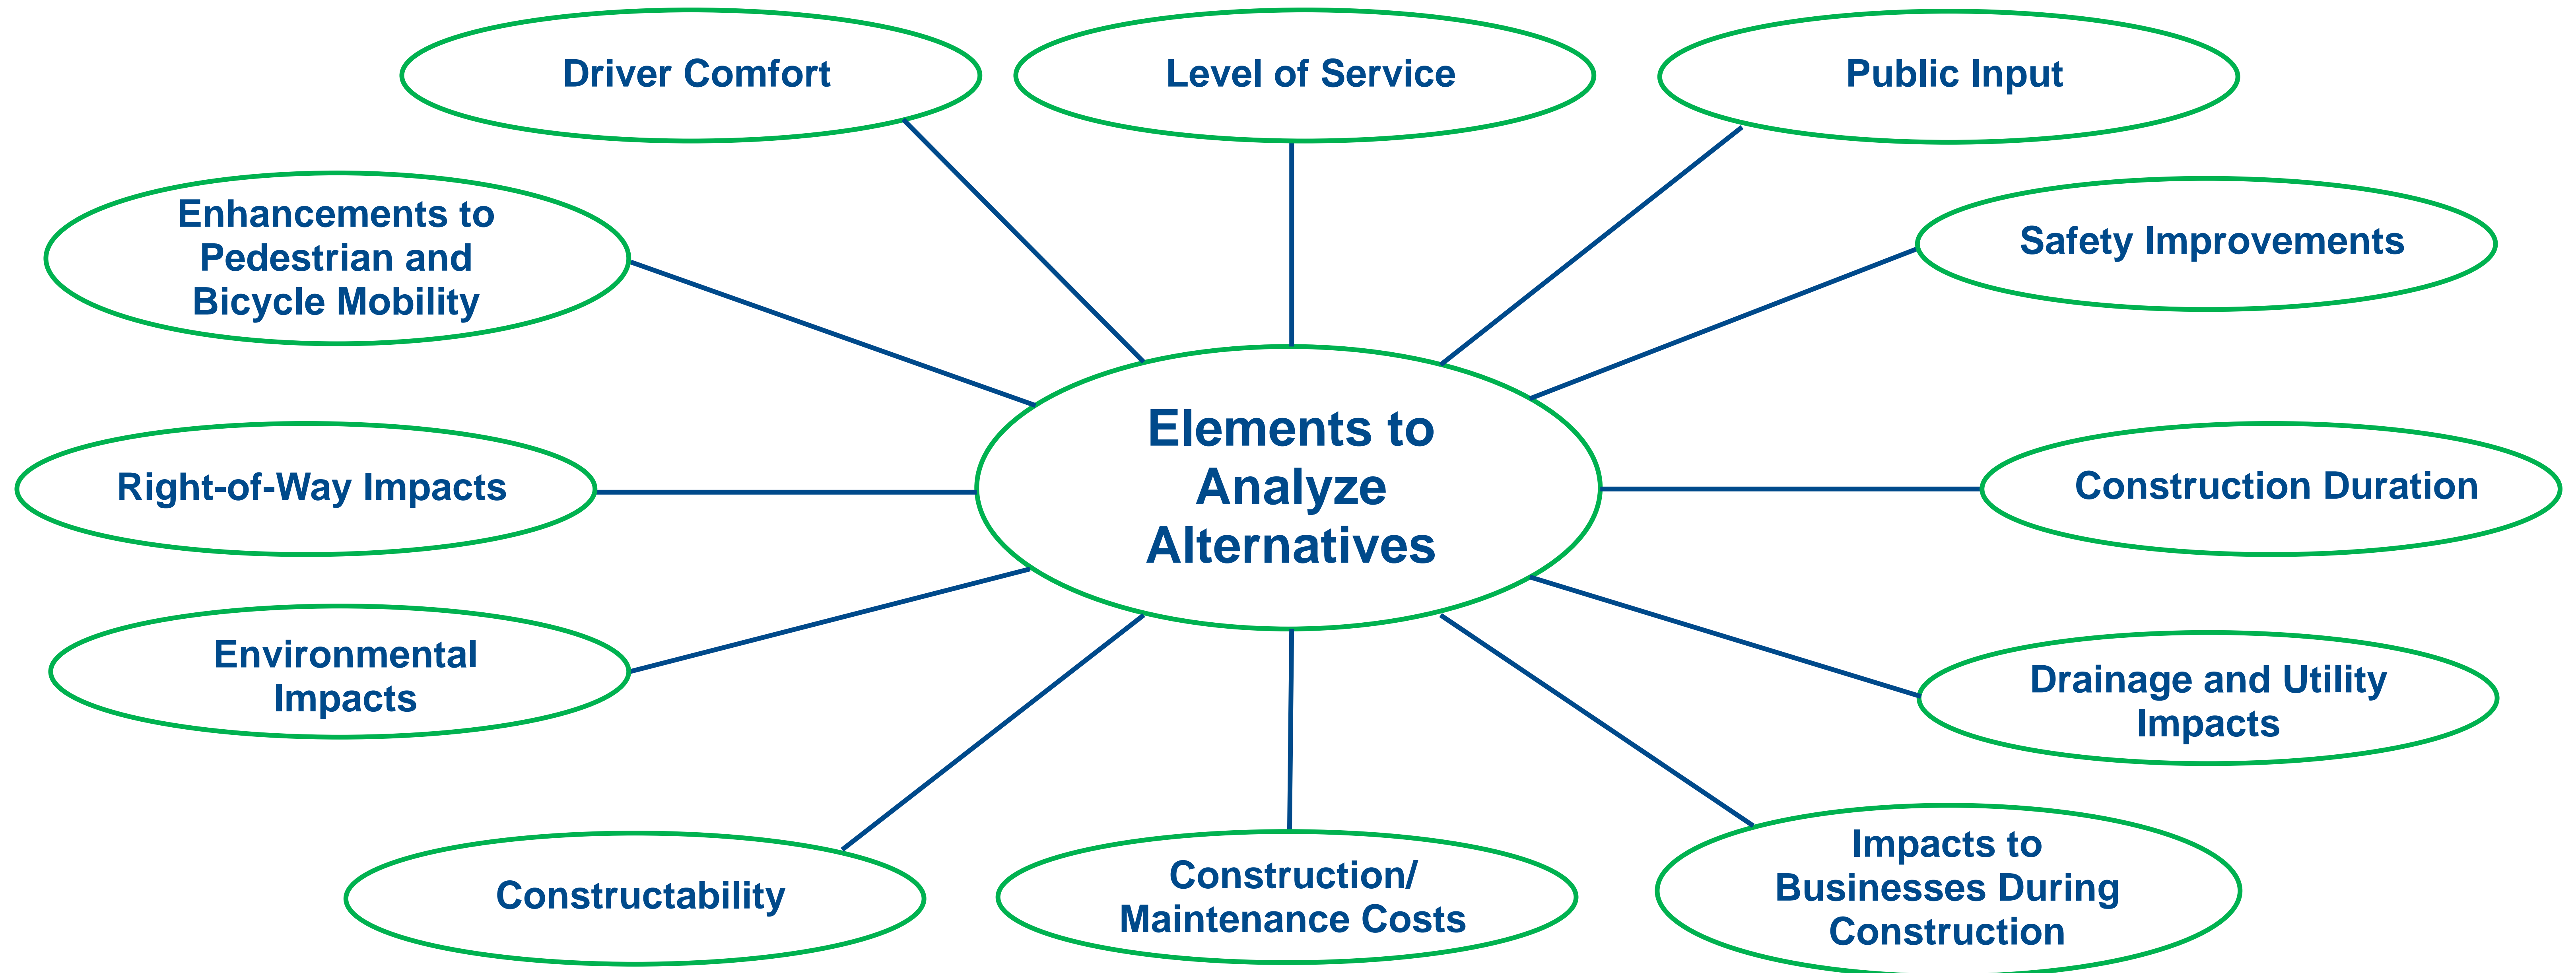 Driver Comfort
Level of Service
Public Input
Enhancements to
Pedestrian and
Bicycle Mobility
Safety Improvements
Elements to
Analyze
Alternatives
Right-of-Way Impacts
Construction Duration
Environmental
Impacts
Drainage and Utility
Impacts
Constructability
Construction/
Maintenance Costs
Impacts to
Businesses During
Construction